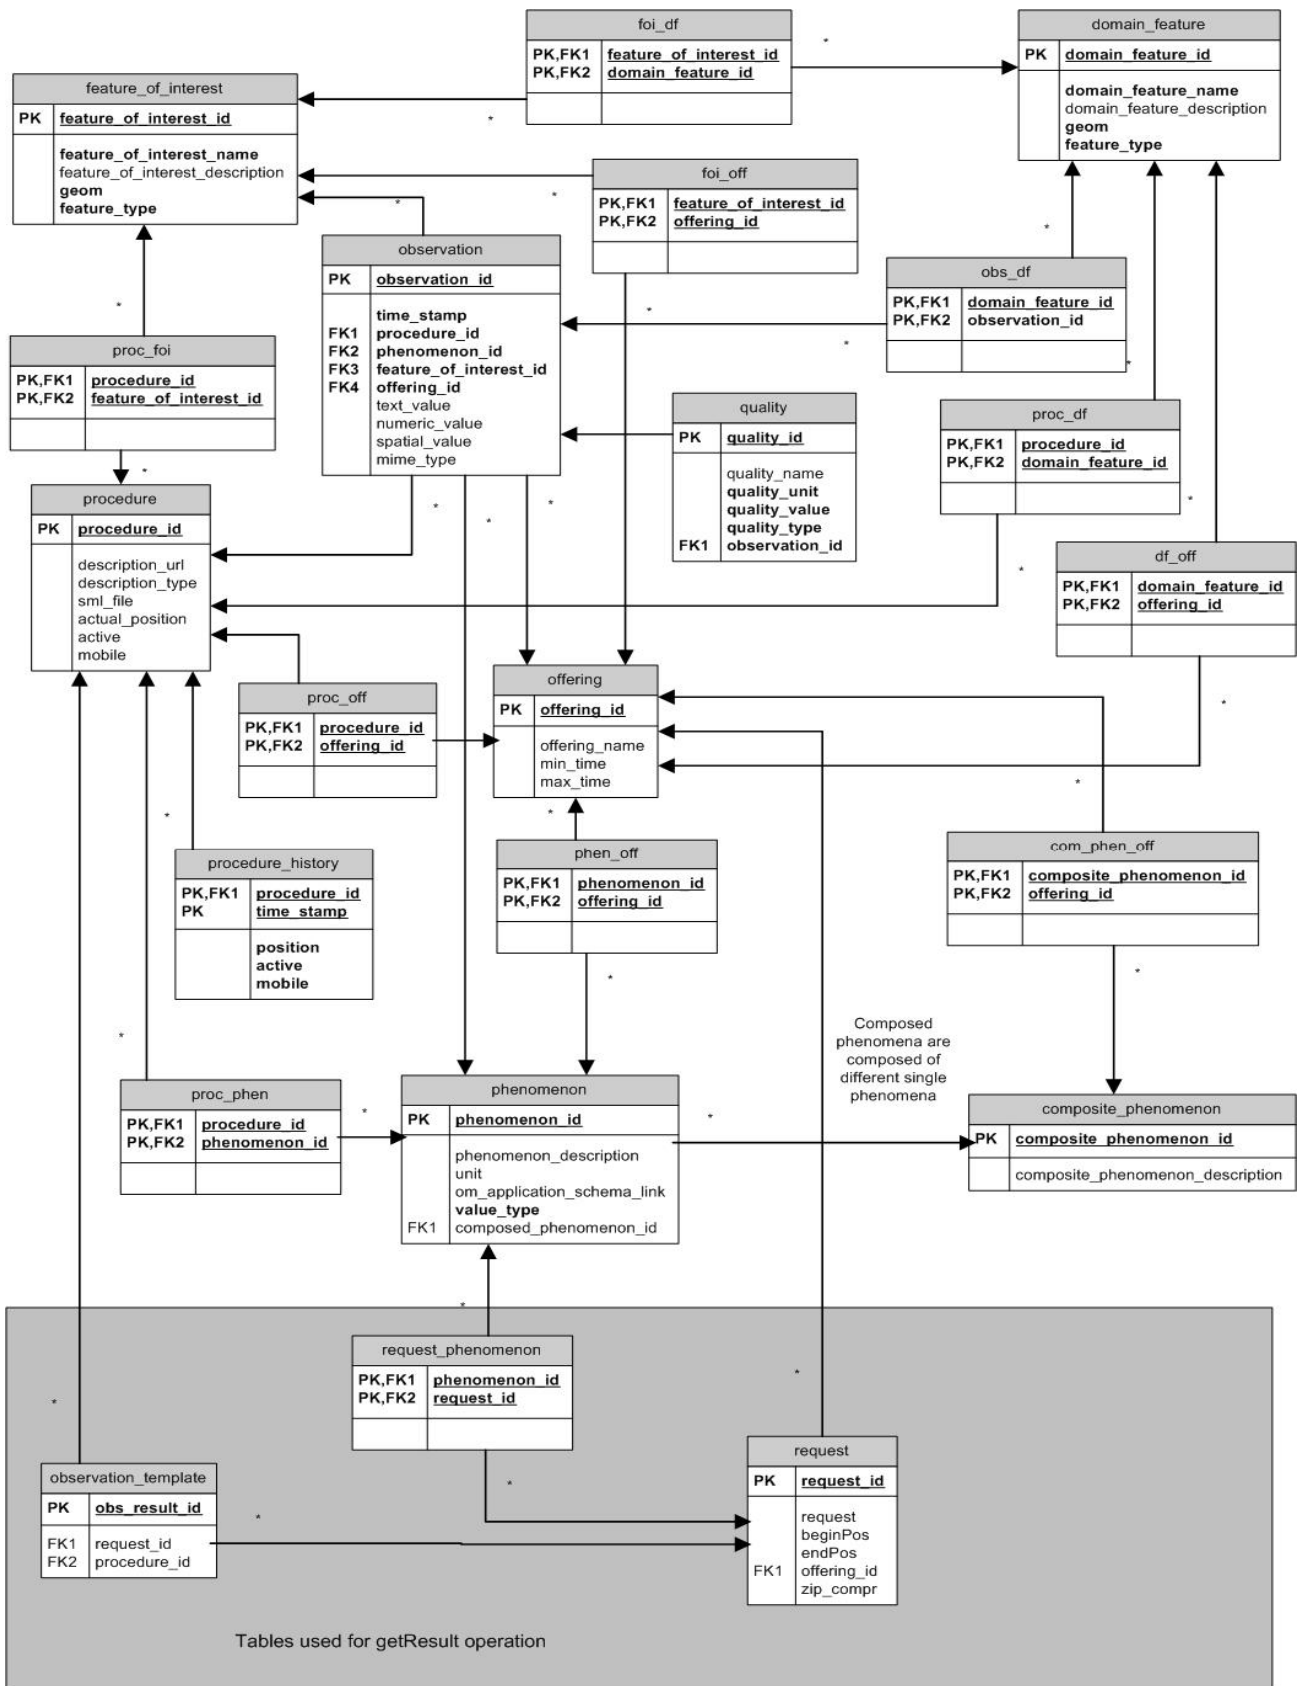 foi_df
PK,FK1 feature_of_interest_id
PK,FK2 domain_feature_id
domain_feature
PK domain_feature_id
domain_feature_name
domain_feature_description
geom
feature_type
feature_of_interest
PK feature_of_interest_id
feature_of_interest_name
feature_of_interest_description
geom
feature_type
foi_off
PK,FK1 feature_of_interest_id
PK,FK2 offering_id
observation
PK observation_id
time_stamp
FK1 procedure_id
FK2 phenomenon_id
FK3 feature_of_interest_id
FK4 offering_id
text_value
numeric_value
spatial_value
mime_type
obs_df
PK,FK1 domain_feature_id
PK,FK2 observation_id
proc_foi
PK,FK1 procedure_id
PK,FK2 feature_of_interest_id
quality
PK quality_id
quality_name
quality_unit
quality_value
quality_type
FK1 observation_id
proc_df
PK,FK1 procedure_id
PK,FK2 domain_feature_id
procedure
PK procedure_id
description_url
description_type
sml_file
actual_position
active
mobile
df_off
PK,FK1 domain_feature_id
PK,FK2 offering_id
proc_off
PK,FK1 procedure_id
PK,FK2 offering_id
offering
PK offering_id
offering_name
min_time
max_time
procedure_history
PK,FK1 procedure_id
PK time_stamp
position
active
mobile
phen_off
PK,FK1 phenomenon_id
PK,FK2 offering_id
com_phen_off
PK,FK1 composite_phenomenon_id
PK,FK2 offering_id
Composed
phenomena are
composed of
different single
phenomena
proc_phen
PK,FK1 procedure_id
PK,FK2 phenomenon_id
phenomenon
PK phenomenon_id
phenomenon_description
unit
om_application_schema_link
value_type
FK1 composed_phenomenon_id
composite_phenomenon
PK composite_phenomenon_id
composite_phenomenon_description
request_phenomenon
PK,FK1 phenomenon_id
PK,FK2 request_id
observation_template
PK obs_result_id
FK1 request_id
FK2 procedure_id
request
PK request_id
request
beginPos
endPos
FK1 offering_id
zip_compr
Tables used for getResult operation